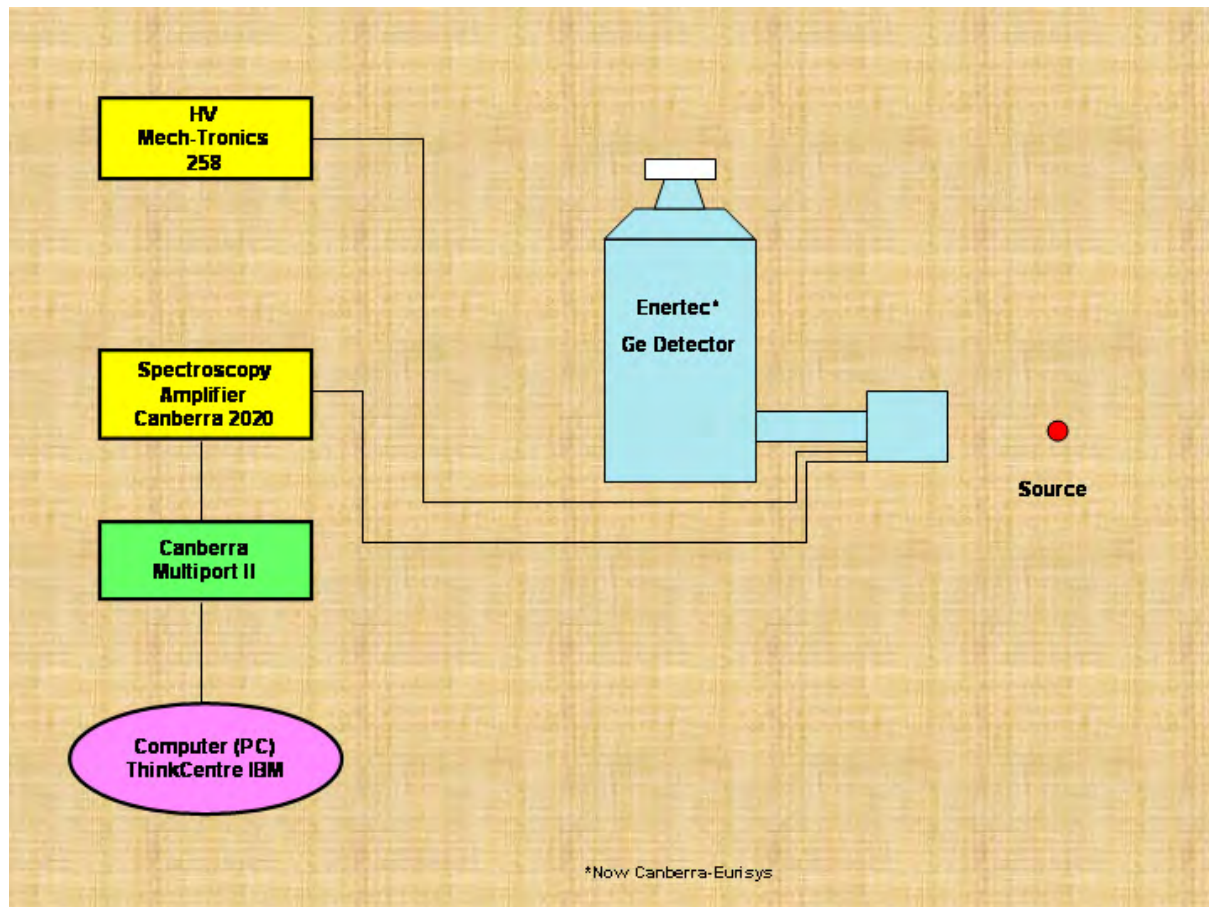 HV
Mech-Tronics
258
Enertec*
Ge Detector
Spectroscopy
Amplifier
Canberra 2020
Source
Canberra
Multiport II
Computer (PC)
ThinkCentre IBM
*Now Canberra-Eurisys